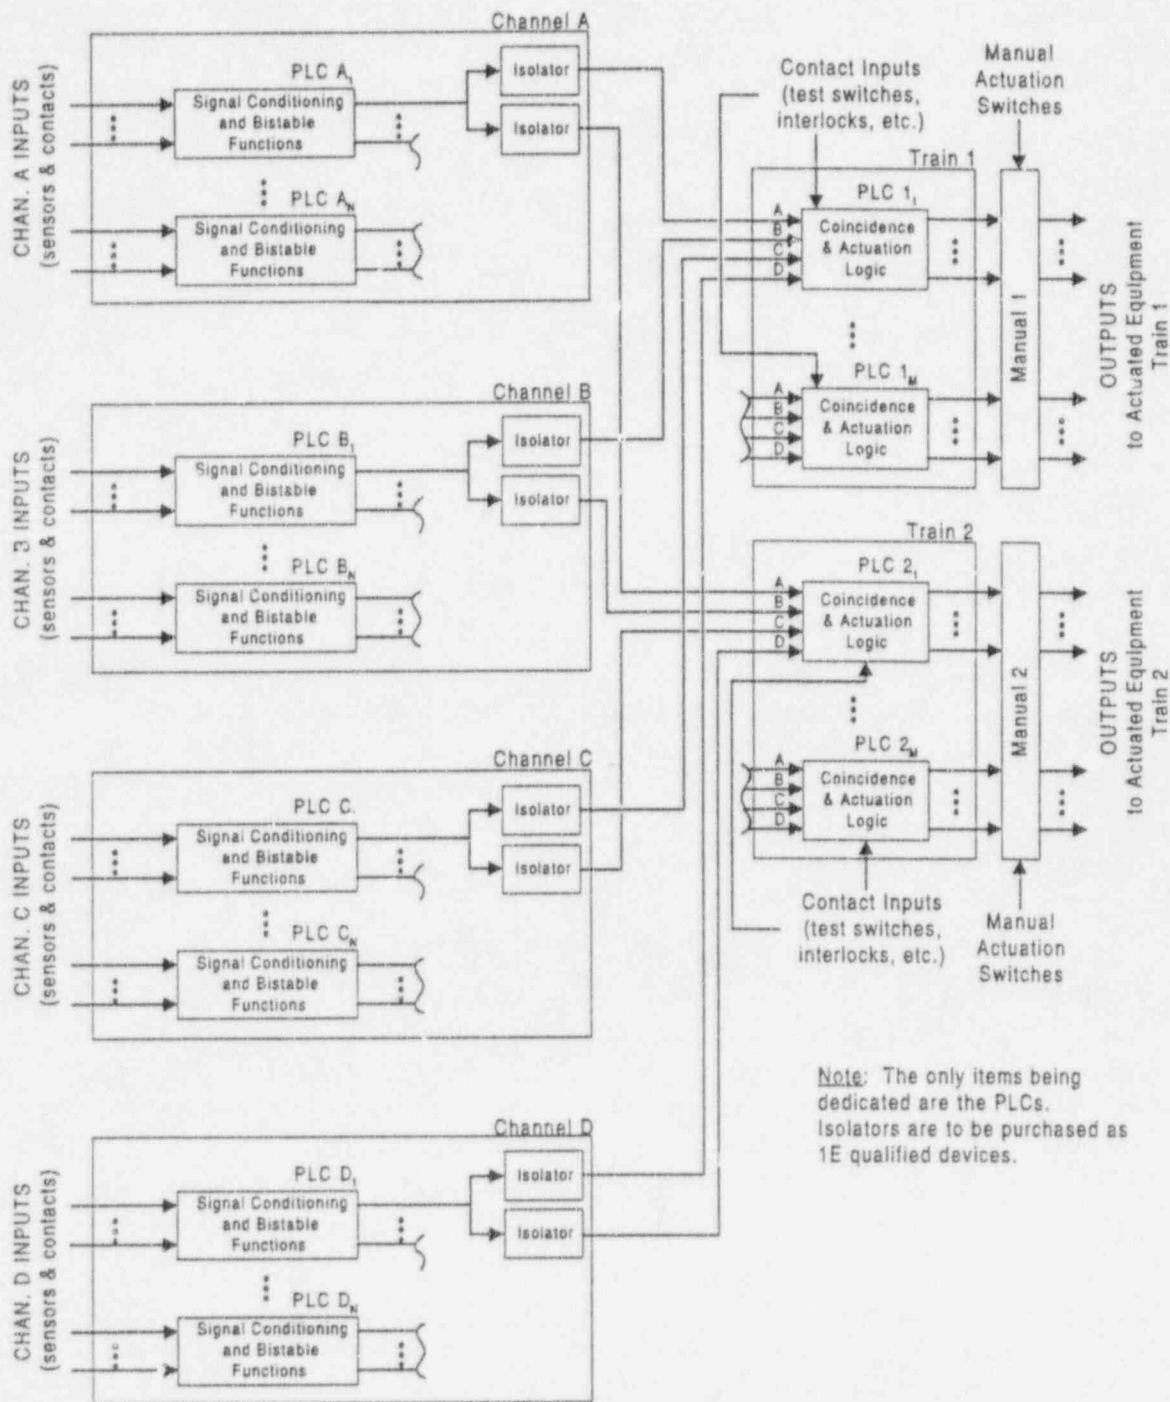 Channel A
CHAN. A INPUTS
(sensors & contacts)
PLC A1
Signal Conditioning
and Bistable
Functions
Isolator
Isolator
PLC AN
Signal Conditioning
and Bistable
Functions
Channel B
CHAN. B INPUTS
(sensors & contacts)
PLC B1
Signal Conditioning
and Bistable
Functions
Isolator
Isolator
PLC BN
Signal Conditioning
and Bistable
Functions
Channel C
CHAN. C INPUTS
(sensors & contacts)
PLC C.
Signal Conditioning
and Bistable
Functions
Isolator
Isolator
PLC CN
Signal Conditioning
and Bistable
Functions
Channel D
CHAN. D INPUTS
(sensors & contacts)
PLC D1
Signal Conditioning
and Bistable
Functions
Isolator
Isolator
PLC DN
Signal Conditioning
and Bistable
Functions
Contact Inputs
(test switches,
interlocks, etc.)
Manual
Actuation
Switches
Train 1
PLC 11
A
B
C
D
Coincidence
& Actuation
Logic
PLC 1M
A
B
C
D
Coincidence
& Actuation
Logic
Manual 1
OUTPUTS
to Actuated Equipment
Train 1
Train 2
PLC 21
A
B
C
D
Coincidence
& Actuation
Logic
PLC 2M
A
B
C
D
Coincidence
& Actuation
Logic
Manual 2
OUTPUTS
to Actuated Equipment
Train 2
Contact Inputs
(test switches,
interlocks, etc.)
Manual
Actuation
Switches
Note: The only items being
dedicated are the PLCs.
Isolators are to be purchased as
1E qualified devices.